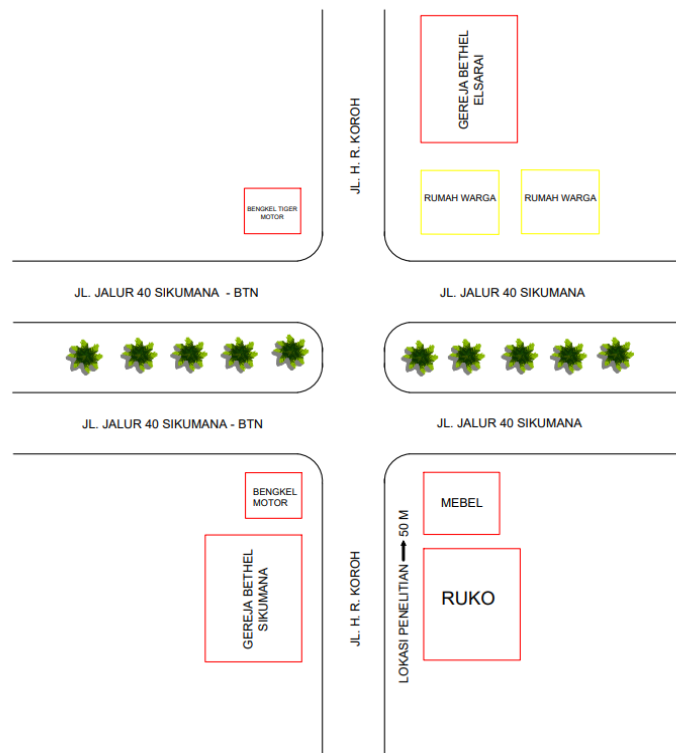 GEREJA BETHEL
ELSARAI
JL. H. R. KOROH
BENGKEL TIGER
MOTOR
RUMAH WARGA
RUMAH WARGA
JL. JALUR 40 SIKUMANA - BTN
JL. JALUR 40 SIKUMANA
JL. JALUR 40 SIKUMANA - BTN
JL. JALUR 40 SIKUMANA
BENGKEL
MOTOR
MEBEL
GEREJA BETHEL
SIKUMANA
JL. H. R. KOROH
LOKASI PENELITIAN → 50 M
RUKO